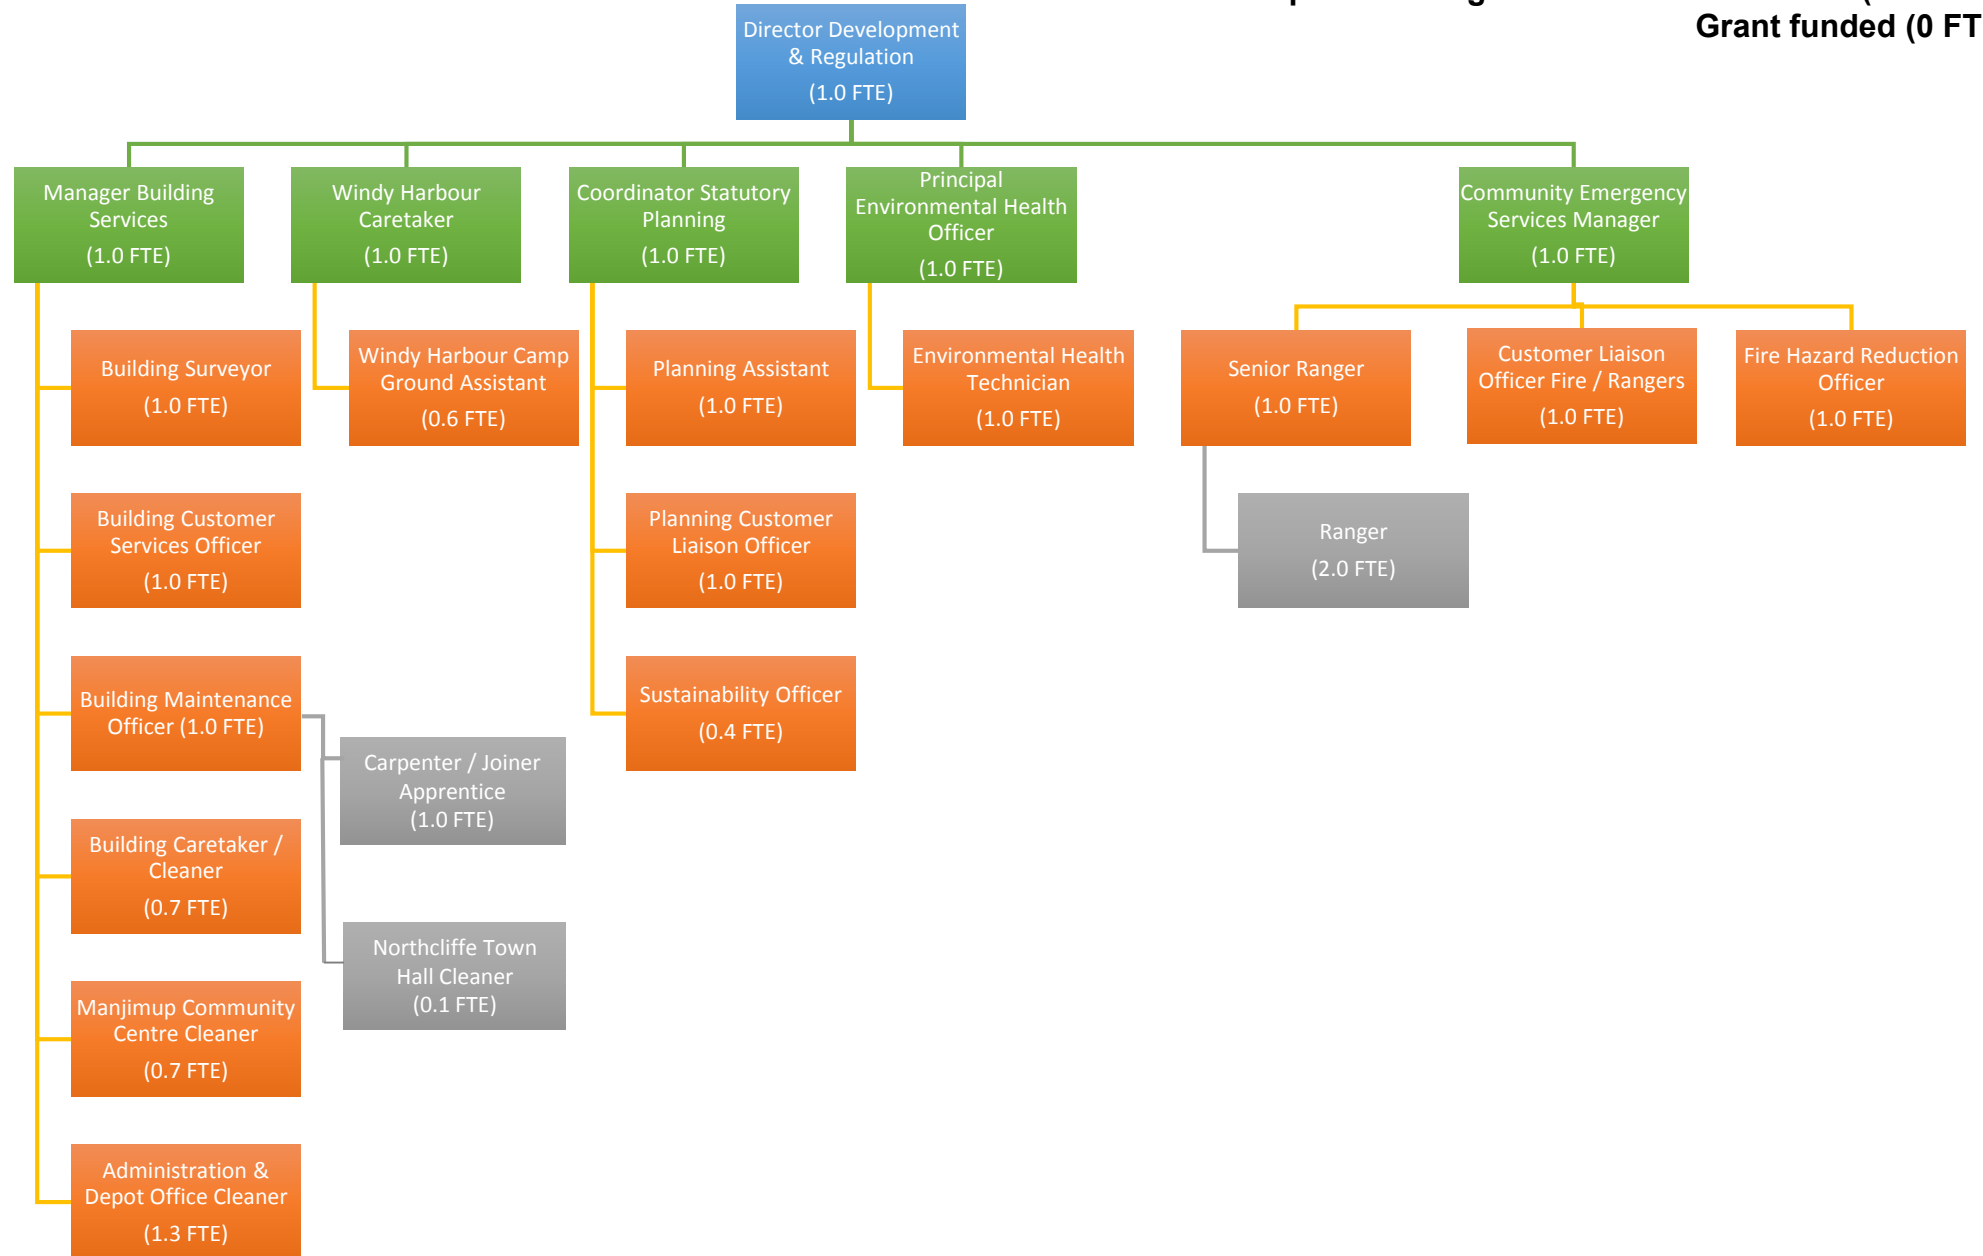 Grant funded (0 FT
Director Development
& Regulation
(1.0 FTE)
Manager Building
Services
(1.0 FTE)
Windy Harbour
Caretaker
(1.0 FTE)
Coordinator Statutory
Planning
(1.0 FTE)
Principal
Environmental Health
Officer
(1.0 FTE)
Community Emergency
Services Manager
(1.0 FTE)
Building Surveyor
(1.0 FTE)
Windy Harbour Camp
Ground Assistant
(0.6 FTE)
Planning Assistant
(1.0 FTE)
Environmental Health
Technician
(1.0 FTE)
Senior Ranger
(1.0 FTE)
Customer Liaison
Officer Fire / Rangers
(1.0 FTE)
Fire Hazard Reduction
Officer
(1.0 FTE)
Building Customer
Services Officer
(1.0 FTE)
Planning Customer
Liaison Officer
(1.0 FTE)
Ranger
(2.0 FTE)
Building Maintenance
Officer (1.0 FTE)
Sustainability Officer
(0.4 FTE)
Carpenter / Joiner
Apprentice
(1.0 FTE)
Building Caretaker /
Cleaner
(0.7 FTE)
Northcliffe Town
Hall Cleaner
(0.1 FTE)
Manjimup Community
Centre Cleaner
(0.7 FTE)
Administration &
Depot Office Cleaner
(1.3 FTE)